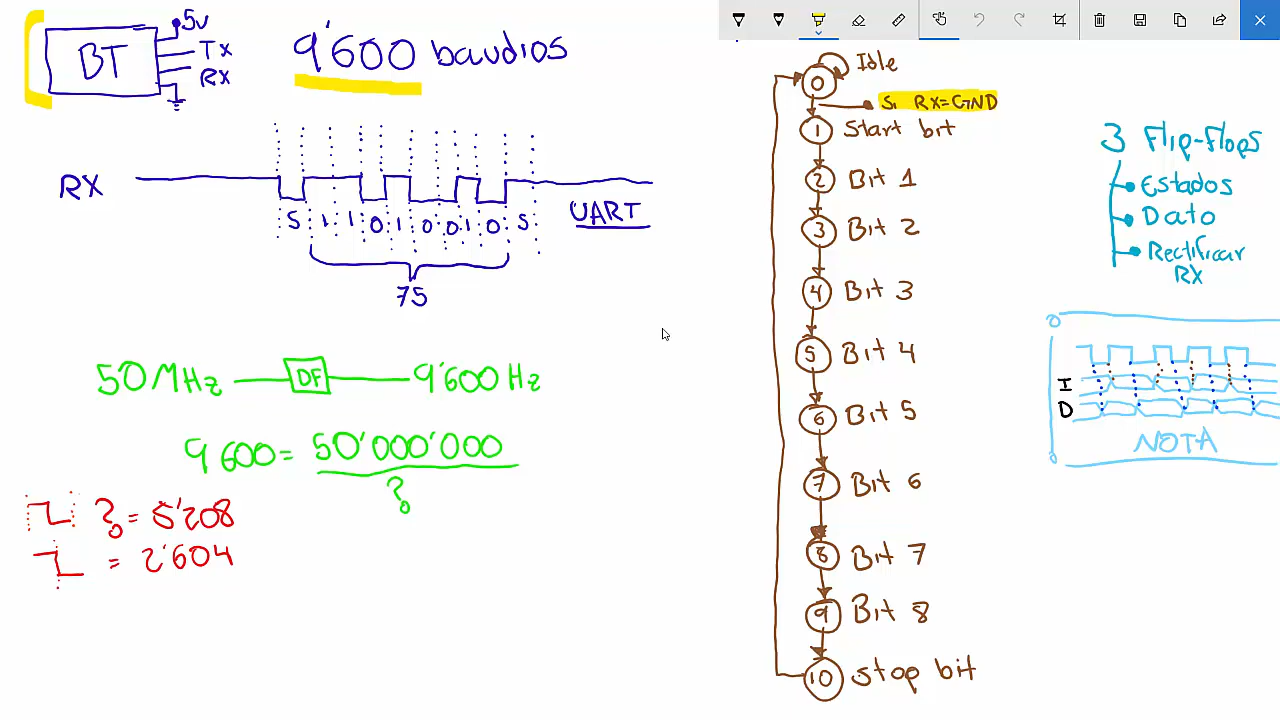 BT
5v
Tx
RX
9'600 baudios
RX
S 1 1 0 1 0 0 1 0 S
UART
75
50 MHz
DF
9'600 Hz
9 600 = 50'000'000
?
? = 5'208
= 2'604
0 Idle
Si RX=GND
1 Start bit
2 Bit 1
3 Bit 2
4 Bit 3
5 Bit 4
6 Bit 5
7 Bit 6
8 Bit 7
9 Bit 8
10 stop bit
3 Flip-Flops
Estados
Dato
Rectificar
RX
I
D
NOTA